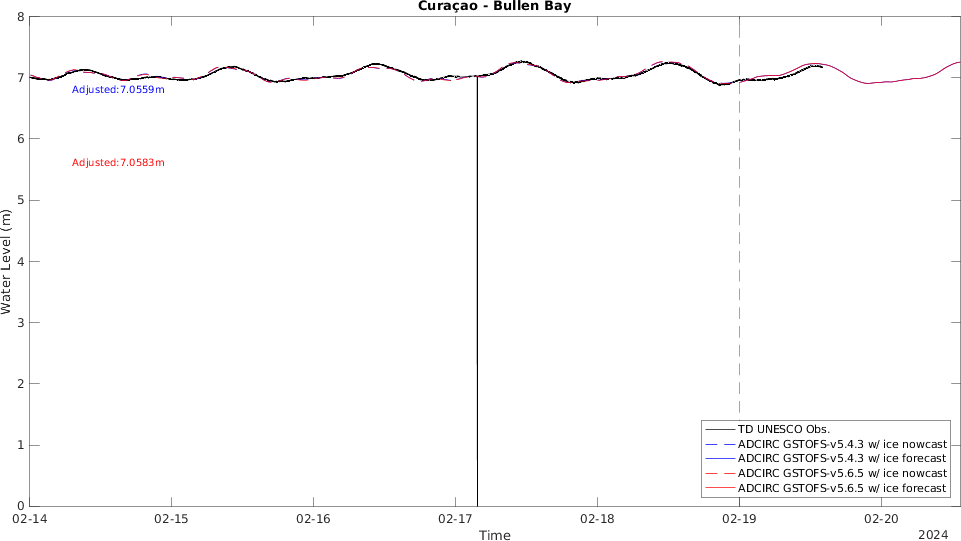 Curaçao - Bullen Bay
8
7
6
5
4
3
2
1
0
Water Level (m)
Adjusted:7.0559m
Adjusted:7.0583m
TD UNESCO Obs.
ADCIRC GSTOFS-v5.4.3 w/ ice nowcast
ADCIRC GSTOFS-v5.4.3 w/ ice forecast
ADCIRC GSTOFS-v5.6.5 w/ ice nowcast
ADCIRC GSTOFS-v5.6.5 w/ ice forecast
02-14 02-15 02-16 02-17 02-18 02-19 02-20
Time
2024